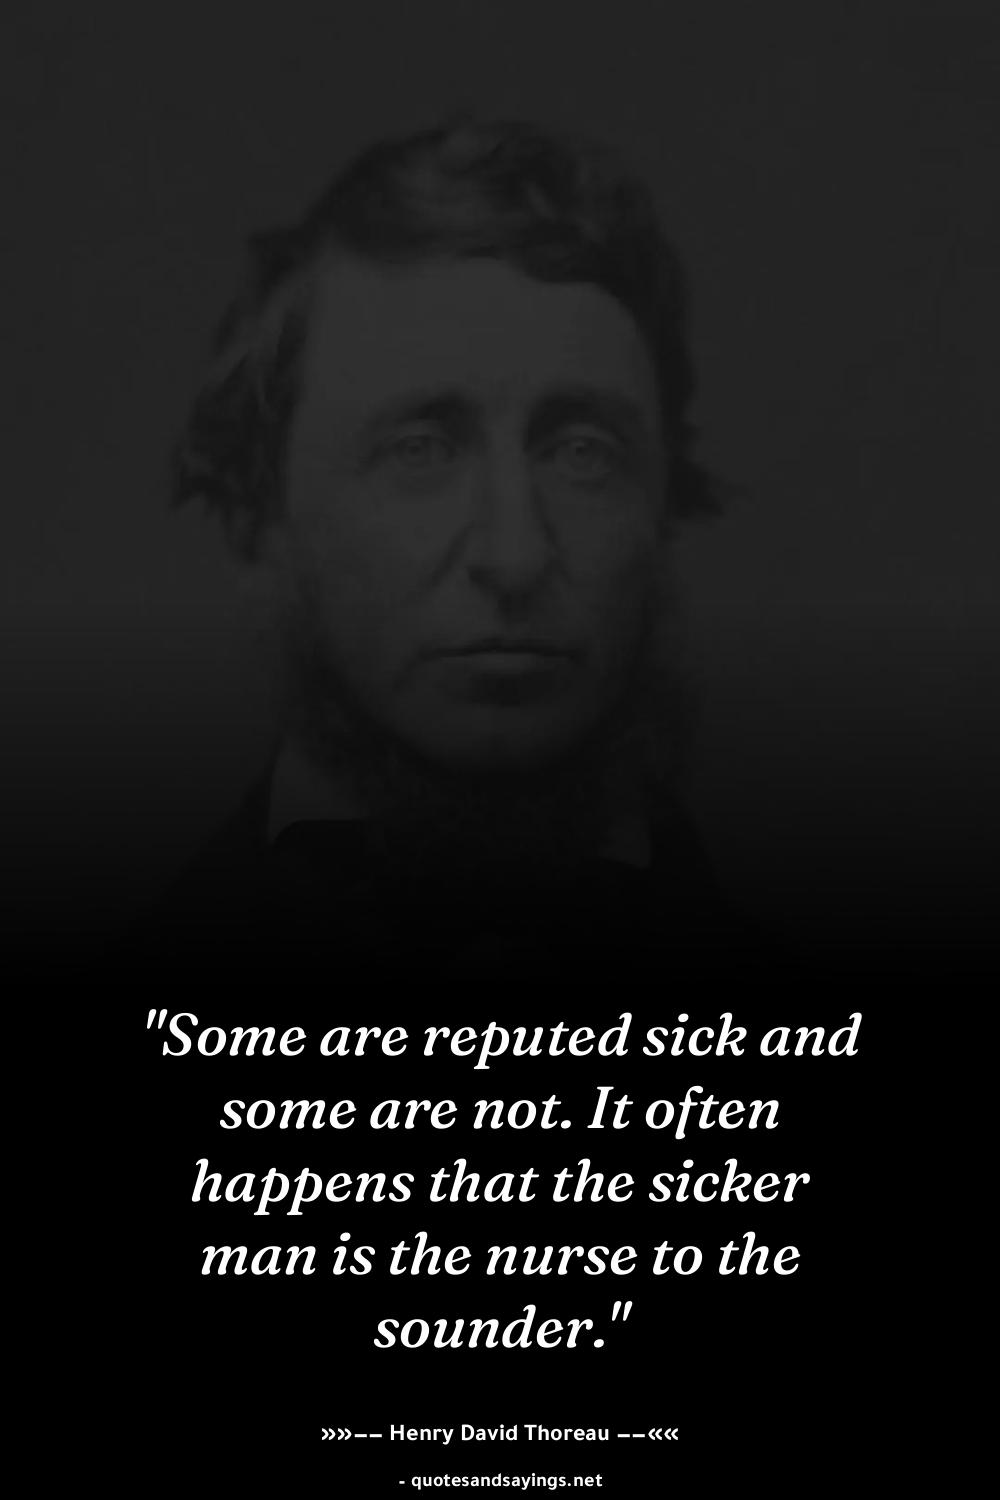 "Some are reputed sick and
some are not. It often
happens that the sicker
man is the nurse to the
sounder."
»»–– Henry David Thoreau ––««
- quotesandsayings.net